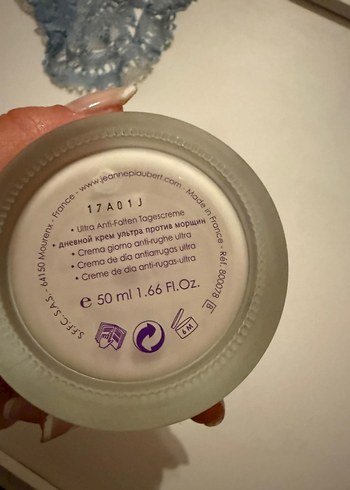 S.F.F.C. S.A.S. - 64150 Mourenx - France - www.jeannepiaubert.com - Made in France - Réf. 800078
17A01J
• Ultra Anti-Falten Tagescreme
• дневной крем ультра против морщин
• Crema giorno anti-rughe ultra
• Crema de día antiarrugas ultra
• Creme de dia anti-rugas-ultra
e 50 ml 1.66 Fl.Oz.
6M